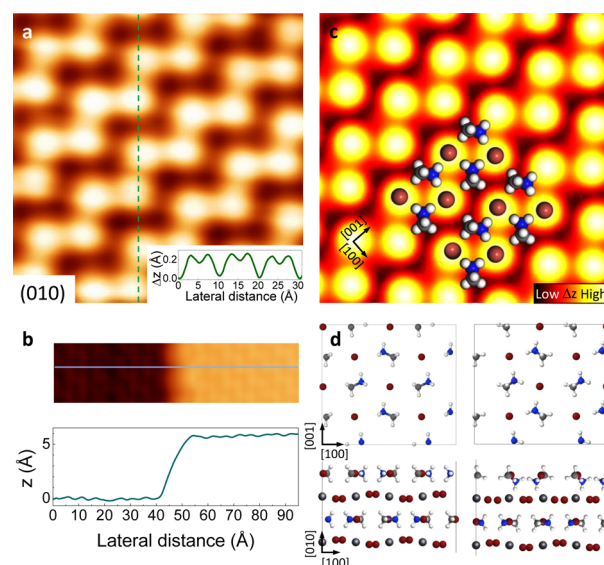 a
(010)
Δz (Å)
0.2
0.0
0 5 10 15 20 25 30
Lateral distance (Å)
b
z (Å)
5
0
0 10 20 30 40 50 60 70 80 90
Lateral distance (Å)
c
[001]
[100]
Low Δz High
d
[001]
[100]
[010]
[100]